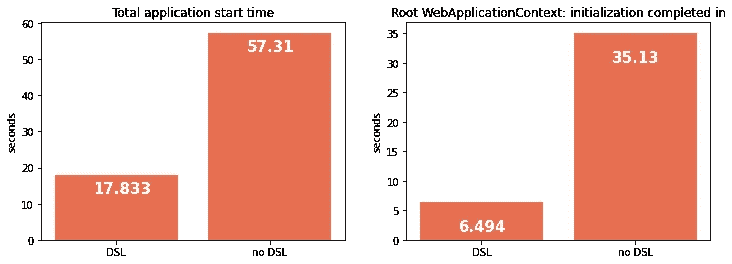 Total application start time
60
50
40
30
20
10
0
seconds
17.833
57.31
DSL
no DSL
Root WebApplicationContext: initialization completed in
35
30
25
20
15
10
5
0
seconds
6.494
35.13
DSL
no DSL